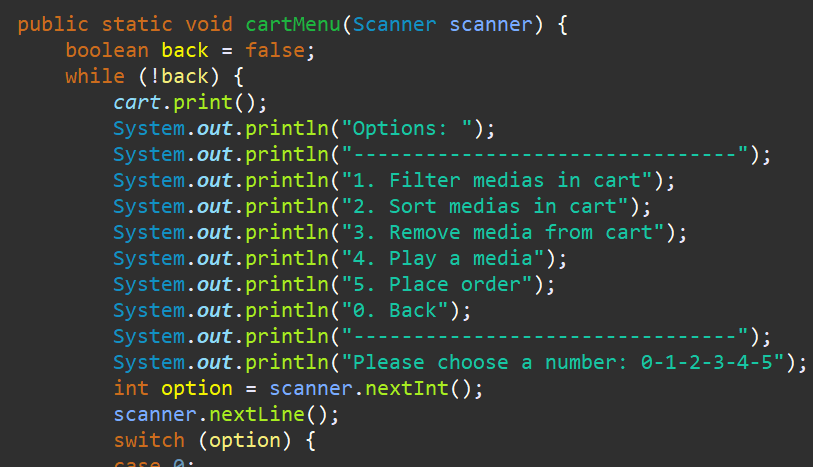 public static void cartMenu(Scanner scanner) {
    boolean back = false;
    while (!back) {
        cart.print();
        System.out.println("Options: ");
        System.out.println("--------------------------------");
        System.out.println("1. Filter medias in cart");
        System.out.println("2. Sort medias in cart");
        System.out.println("3. Remove media from cart");
        System.out.println("4. Play a media");
        System.out.println("5. Place order");
        System.out.println("0. Back");
        System.out.println("--------------------------------");
        System.out.println("Please choose a number: 0-1-2-3-4-5");
        int option = scanner.nextInt();
        scanner.nextLine();
        switch (option) {
        case 0: